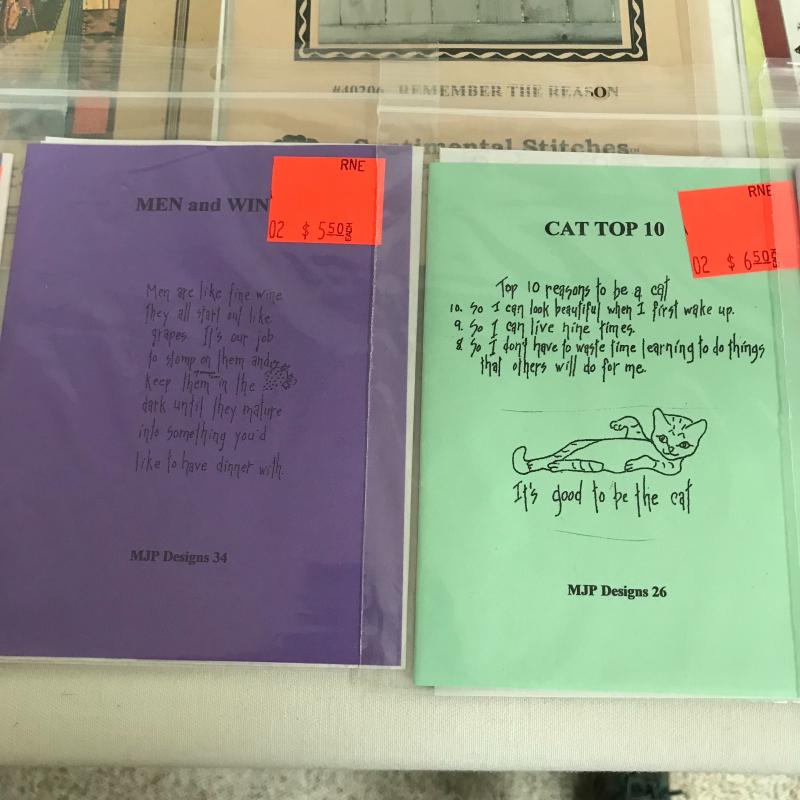 #40206 REMEMBER THE REASON
Sentimental Stitches™
MEN and WIN
RNE
02 $ 5.50
Men are like fine wine
They all start out like
grapes It's our job
to stomp on them and
keep them in the
dark until they mature
into something you'd
like to have dinner with.
MJP Designs 34
CAT TOP 10
RNE
02 $ 6.50
Top 10 reasons to be a cat
10. So I can look beautiful when I first wake up.
9. So I can live nine times.
8 So I don't have to waste time learning to do things
that others will do for me.
It's good to be the cat
MJP Designs 26